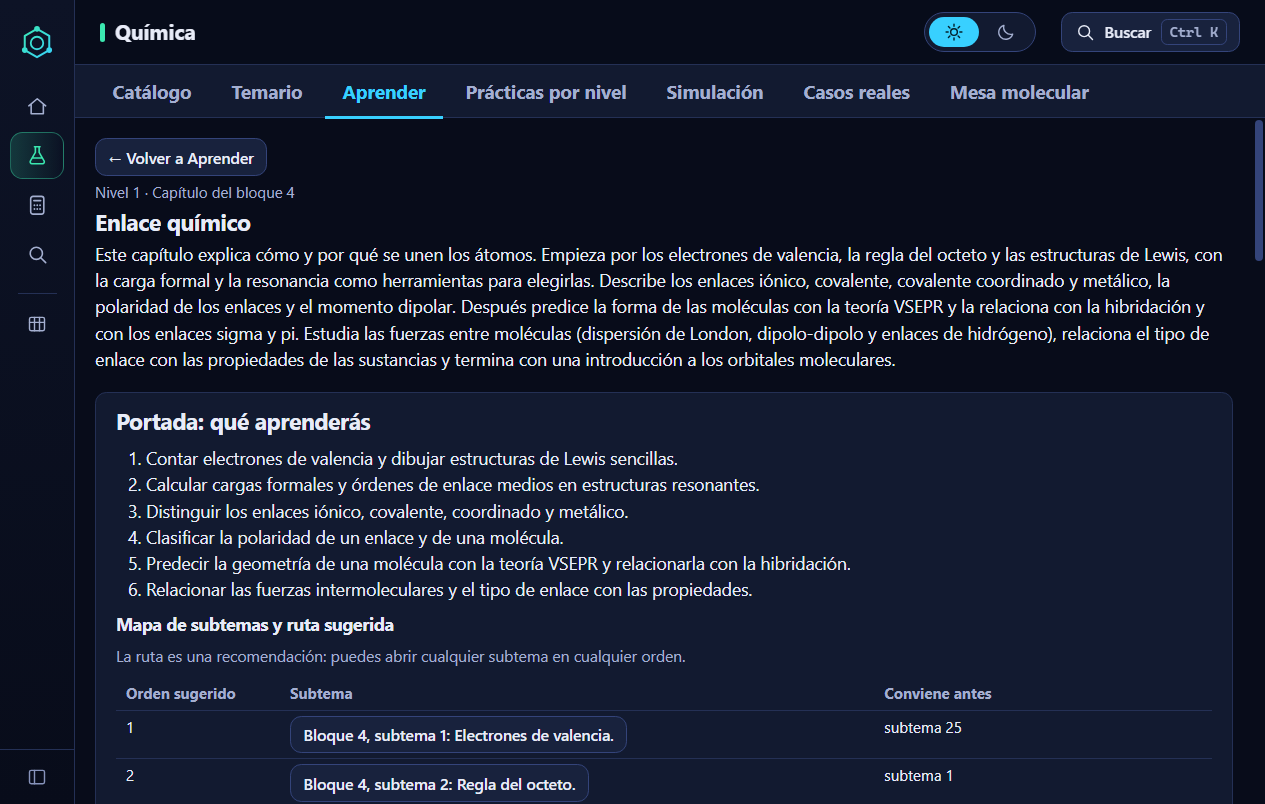 Química
Buscar Ctrl K
Catálogo Temario Aprender Prácticas por nivel Simulación Casos reales Mesa molecular
← Volver a Aprender
Nivel 1 · Capítulo del bloque 4
Enlace químico
Este capítulo explica cómo y por qué se unen los átomos. Empieza por los electrones de valencia, la regla del octeto y las estructuras de Lewis, con
la carga formal y la resonancia como herramientas para elegirlas. Describe los enlaces iónico, covalente, covalente coordinado y metálico, la
polaridad de los enlaces y el momento dipolar. Después predice la forma de las moléculas con la teoría VSEPR y la relaciona con la hibridación y
con los enlaces sigma y pi. Estudia las fuerzas entre moléculas (dispersión de London, dipolo-dipolo y enlaces de hidrógeno), relaciona el tipo de
enlace con las propiedades de las sustancias y termina con una introducción a los orbitales moleculares.
Portada: qué aprenderás
1. Contar electrones de valencia y dibujar estructuras de Lewis sencillas.
2. Calcular cargas formales y órdenes de enlace medios en estructuras resonantes.
3. Distinguir los enlaces iónico, covalente, coordinado y metálico.
4. Clasificar la polaridad de un enlace y de una molécula.
5. Predecir la geometría de una molécula con la teoría VSEPR y relacionarla con la hibridación.
6. Relacionar las fuerzas intermoleculares y el tipo de enlace con las propiedades.
Mapa de subtemas y ruta sugerida
La ruta es una recomendación: puedes abrir cualquier subtema en cualquier orden.
Orden sugerido Subtema Conviene antes
1 Bloque 4, subtema 1: Electrones de valencia. subtema 25
2 Bloque 4, subtema 2: Regla del octeto. subtema 1